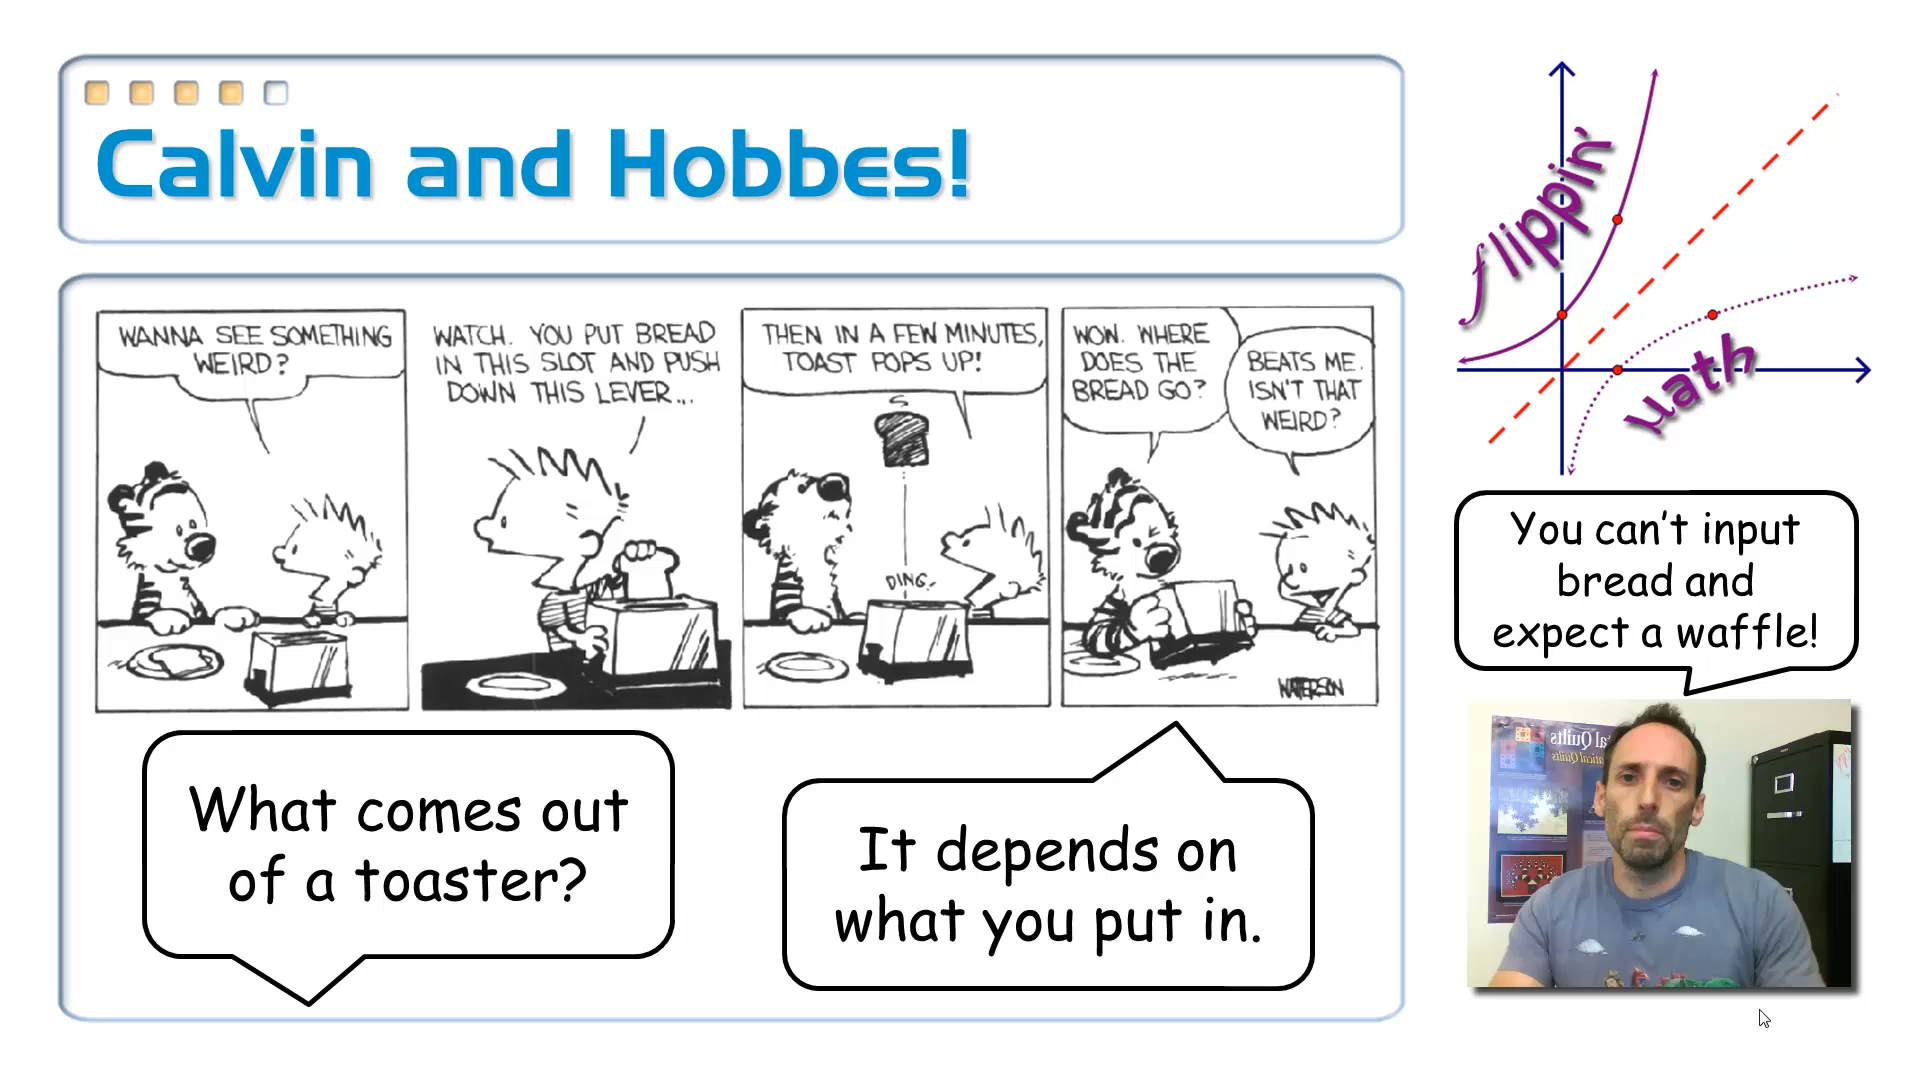 Calvin and Hobbes!
WANNA SEE SOMETHING
WEIRD?
WATCH. YOU PUT BREAD
IN THIS SLOT AND PUSH
DOWN THIS LEVER...
THEN IN A FEW MINUTES,
TOAST POPS UP!
DING!
WOW. WHERE
DOES THE
BREAD GO?
BEATS ME.
ISN'T THAT
WEIRD?
WATTERSON
What comes out
of a toaster?
It depends on
what you put in.
flippin'
μath
You can't input
bread and
expect a waffle!